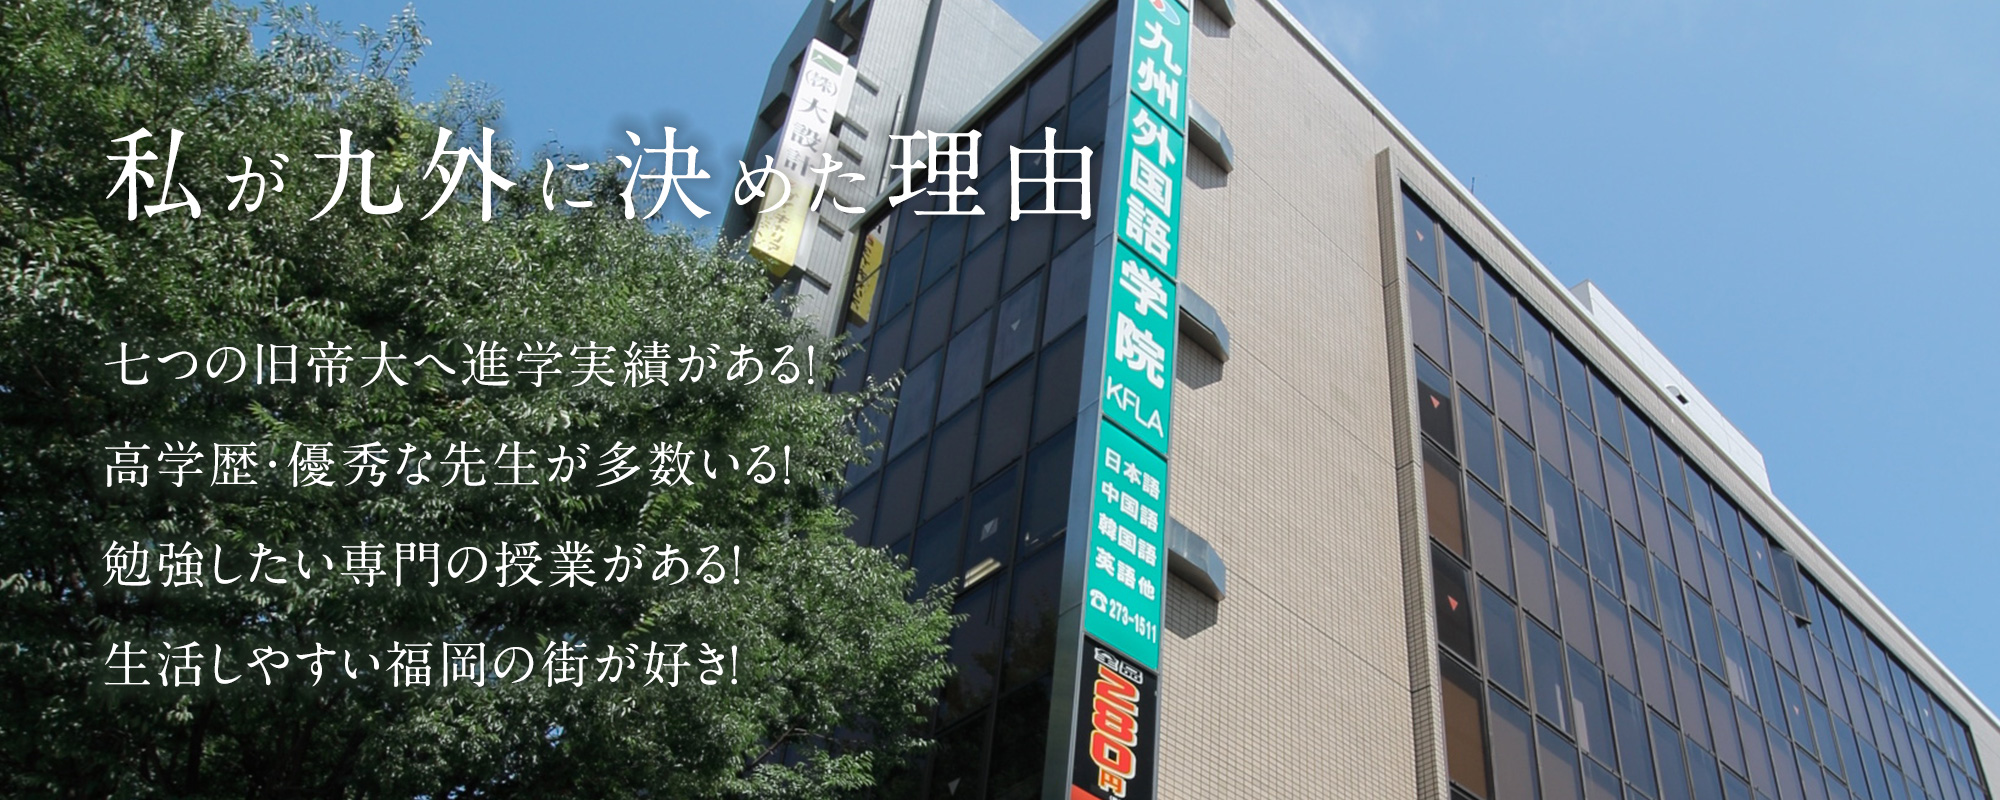 私が九外に決めた理由
七つの旧帝大へ進学実績がある!
高学歴・優秀な先生が多数いる!
勉強したい専門の授業がある!
生活しやすい福岡の街が好き!
(株)大設計
九州外国語学院
KFLA
日本語
中国語
韓国語
英語他
☎273-1511
全品
280円